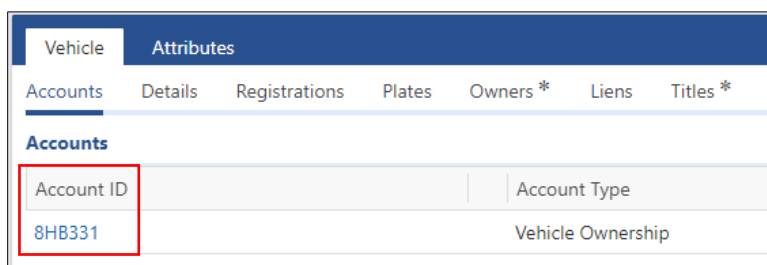 Vehicle Attributes
Accounts Details Registrations Plates Owners * Liens Titles *
Accounts
Account ID Account Type
8HB331 Vehicle Ownership